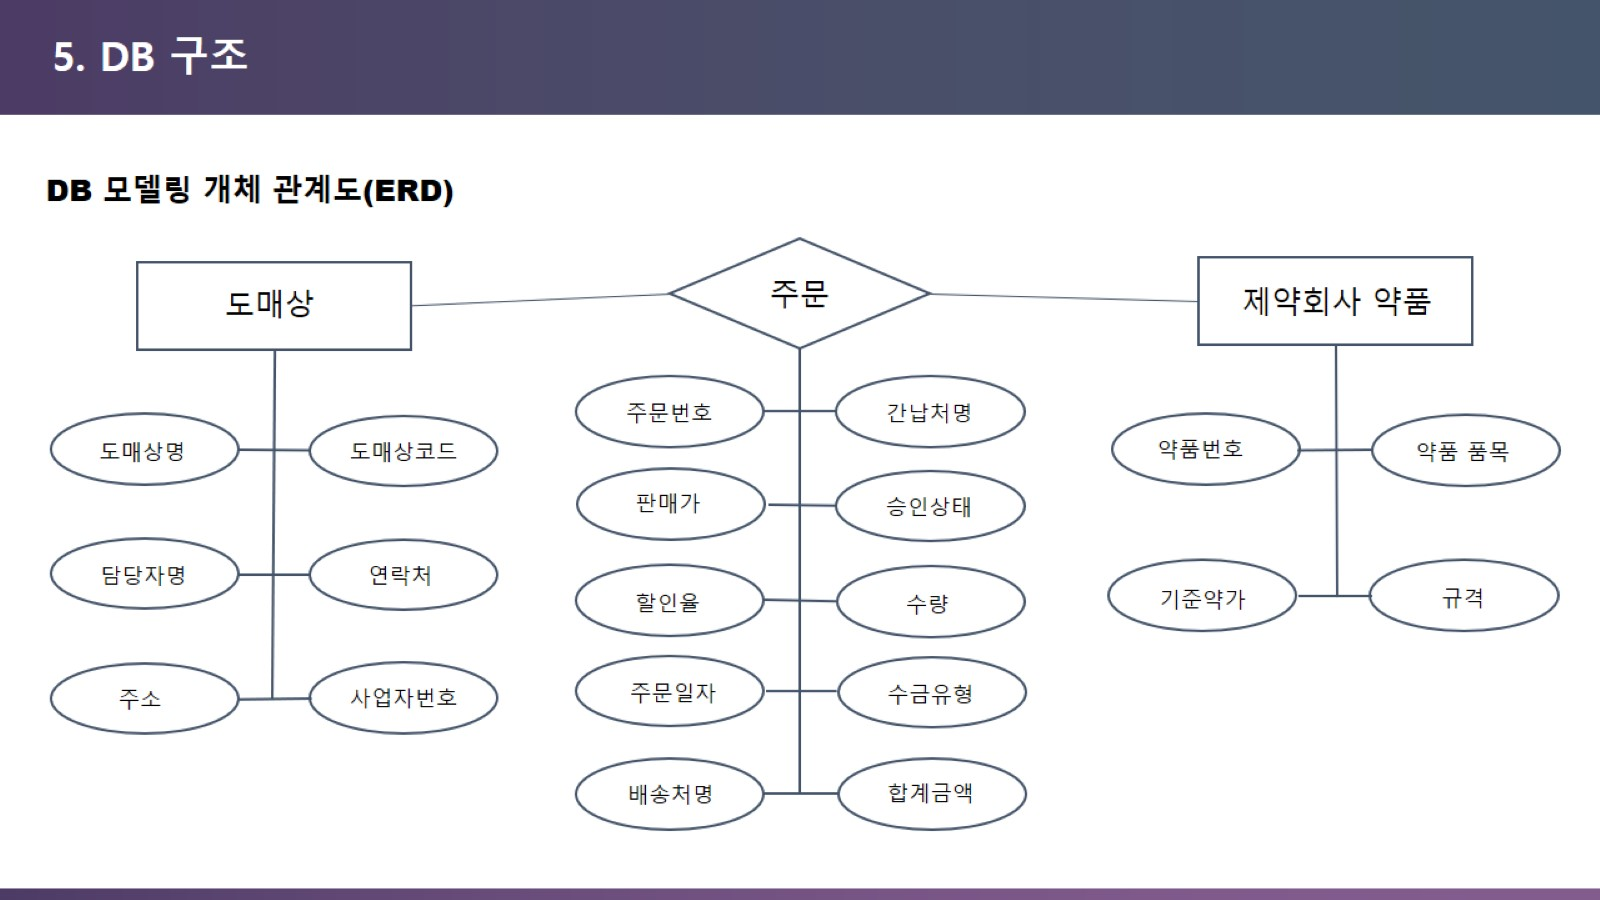 5. DB 구조
DB 모델링 개체 관계도(ERD)
도매상
주문
제약회사 약품
도매상명
도매상코드
담당자명
연락처
주소
사업자번호
주문번호
간납처명
판매가
승인상태
할인율
수량
주문일자
수금유형
배송처명
합계금액
약품번호
약품 품목
기준약가
규격